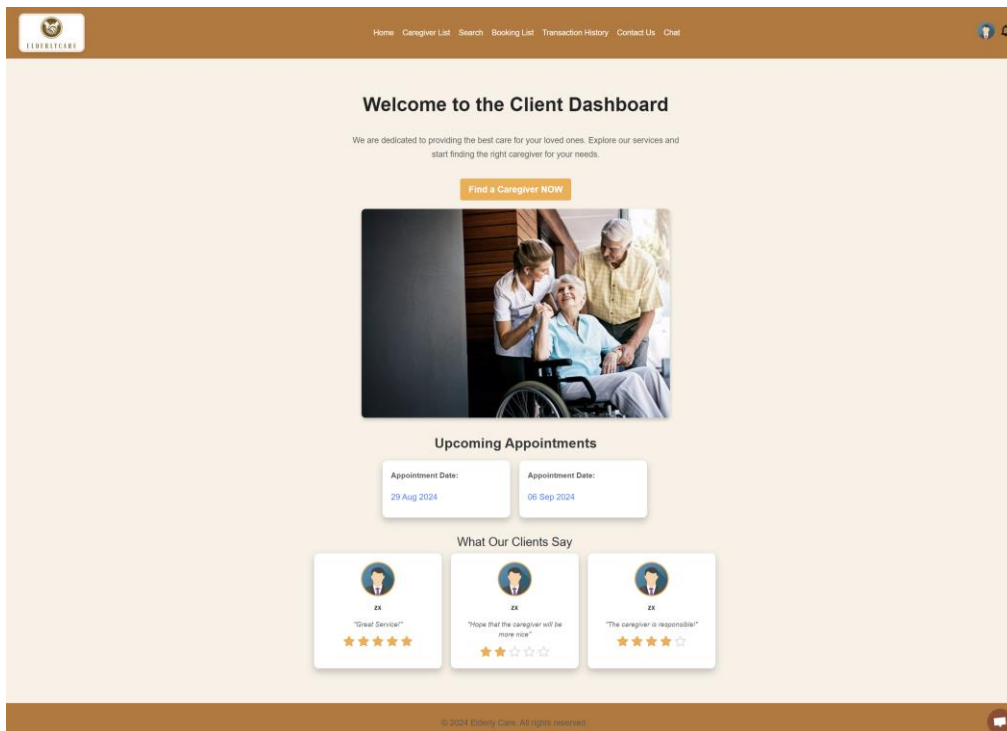 ELDERLYCARE
Home Caregiver List Search Booking List Transaction History Contact Us Chat
Welcome to the Client Dashboard
We are dedicated to providing the best care for your loved ones. Explore our services and
start finding the right caregiver for your needs.
Find a Caregiver NOW
Upcoming Appointments
Appointment Date:
29 Aug 2024
Appointment Date:
06 Sep 2024
What Our Clients Say
zx
"Great Service!"
zx
"Hope that the caregiver will be
more nice"
zx
"The caregiver is responsible!"
© 2024 Elderly Care. All rights reserved.